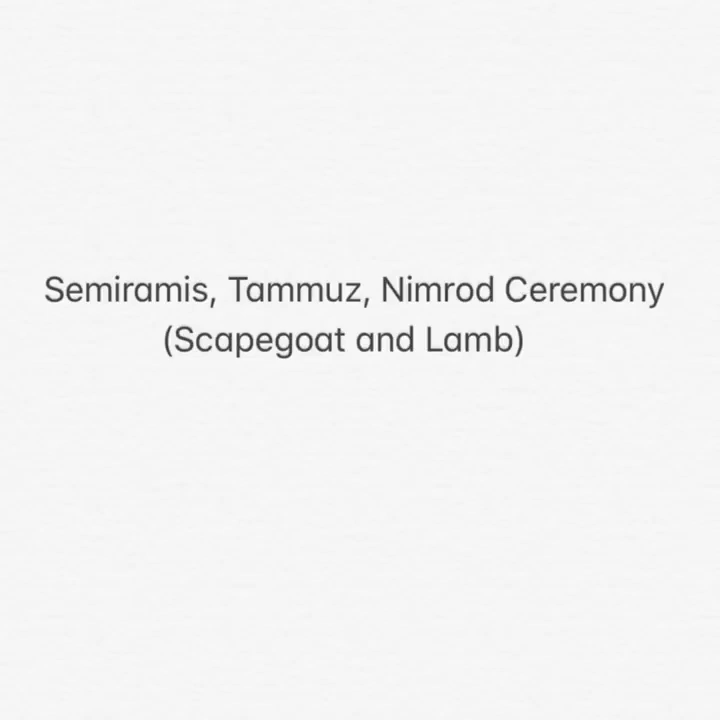 Semiramis, Tammuz, Nimrod Ceremony
(Scapegoat and Lamb)